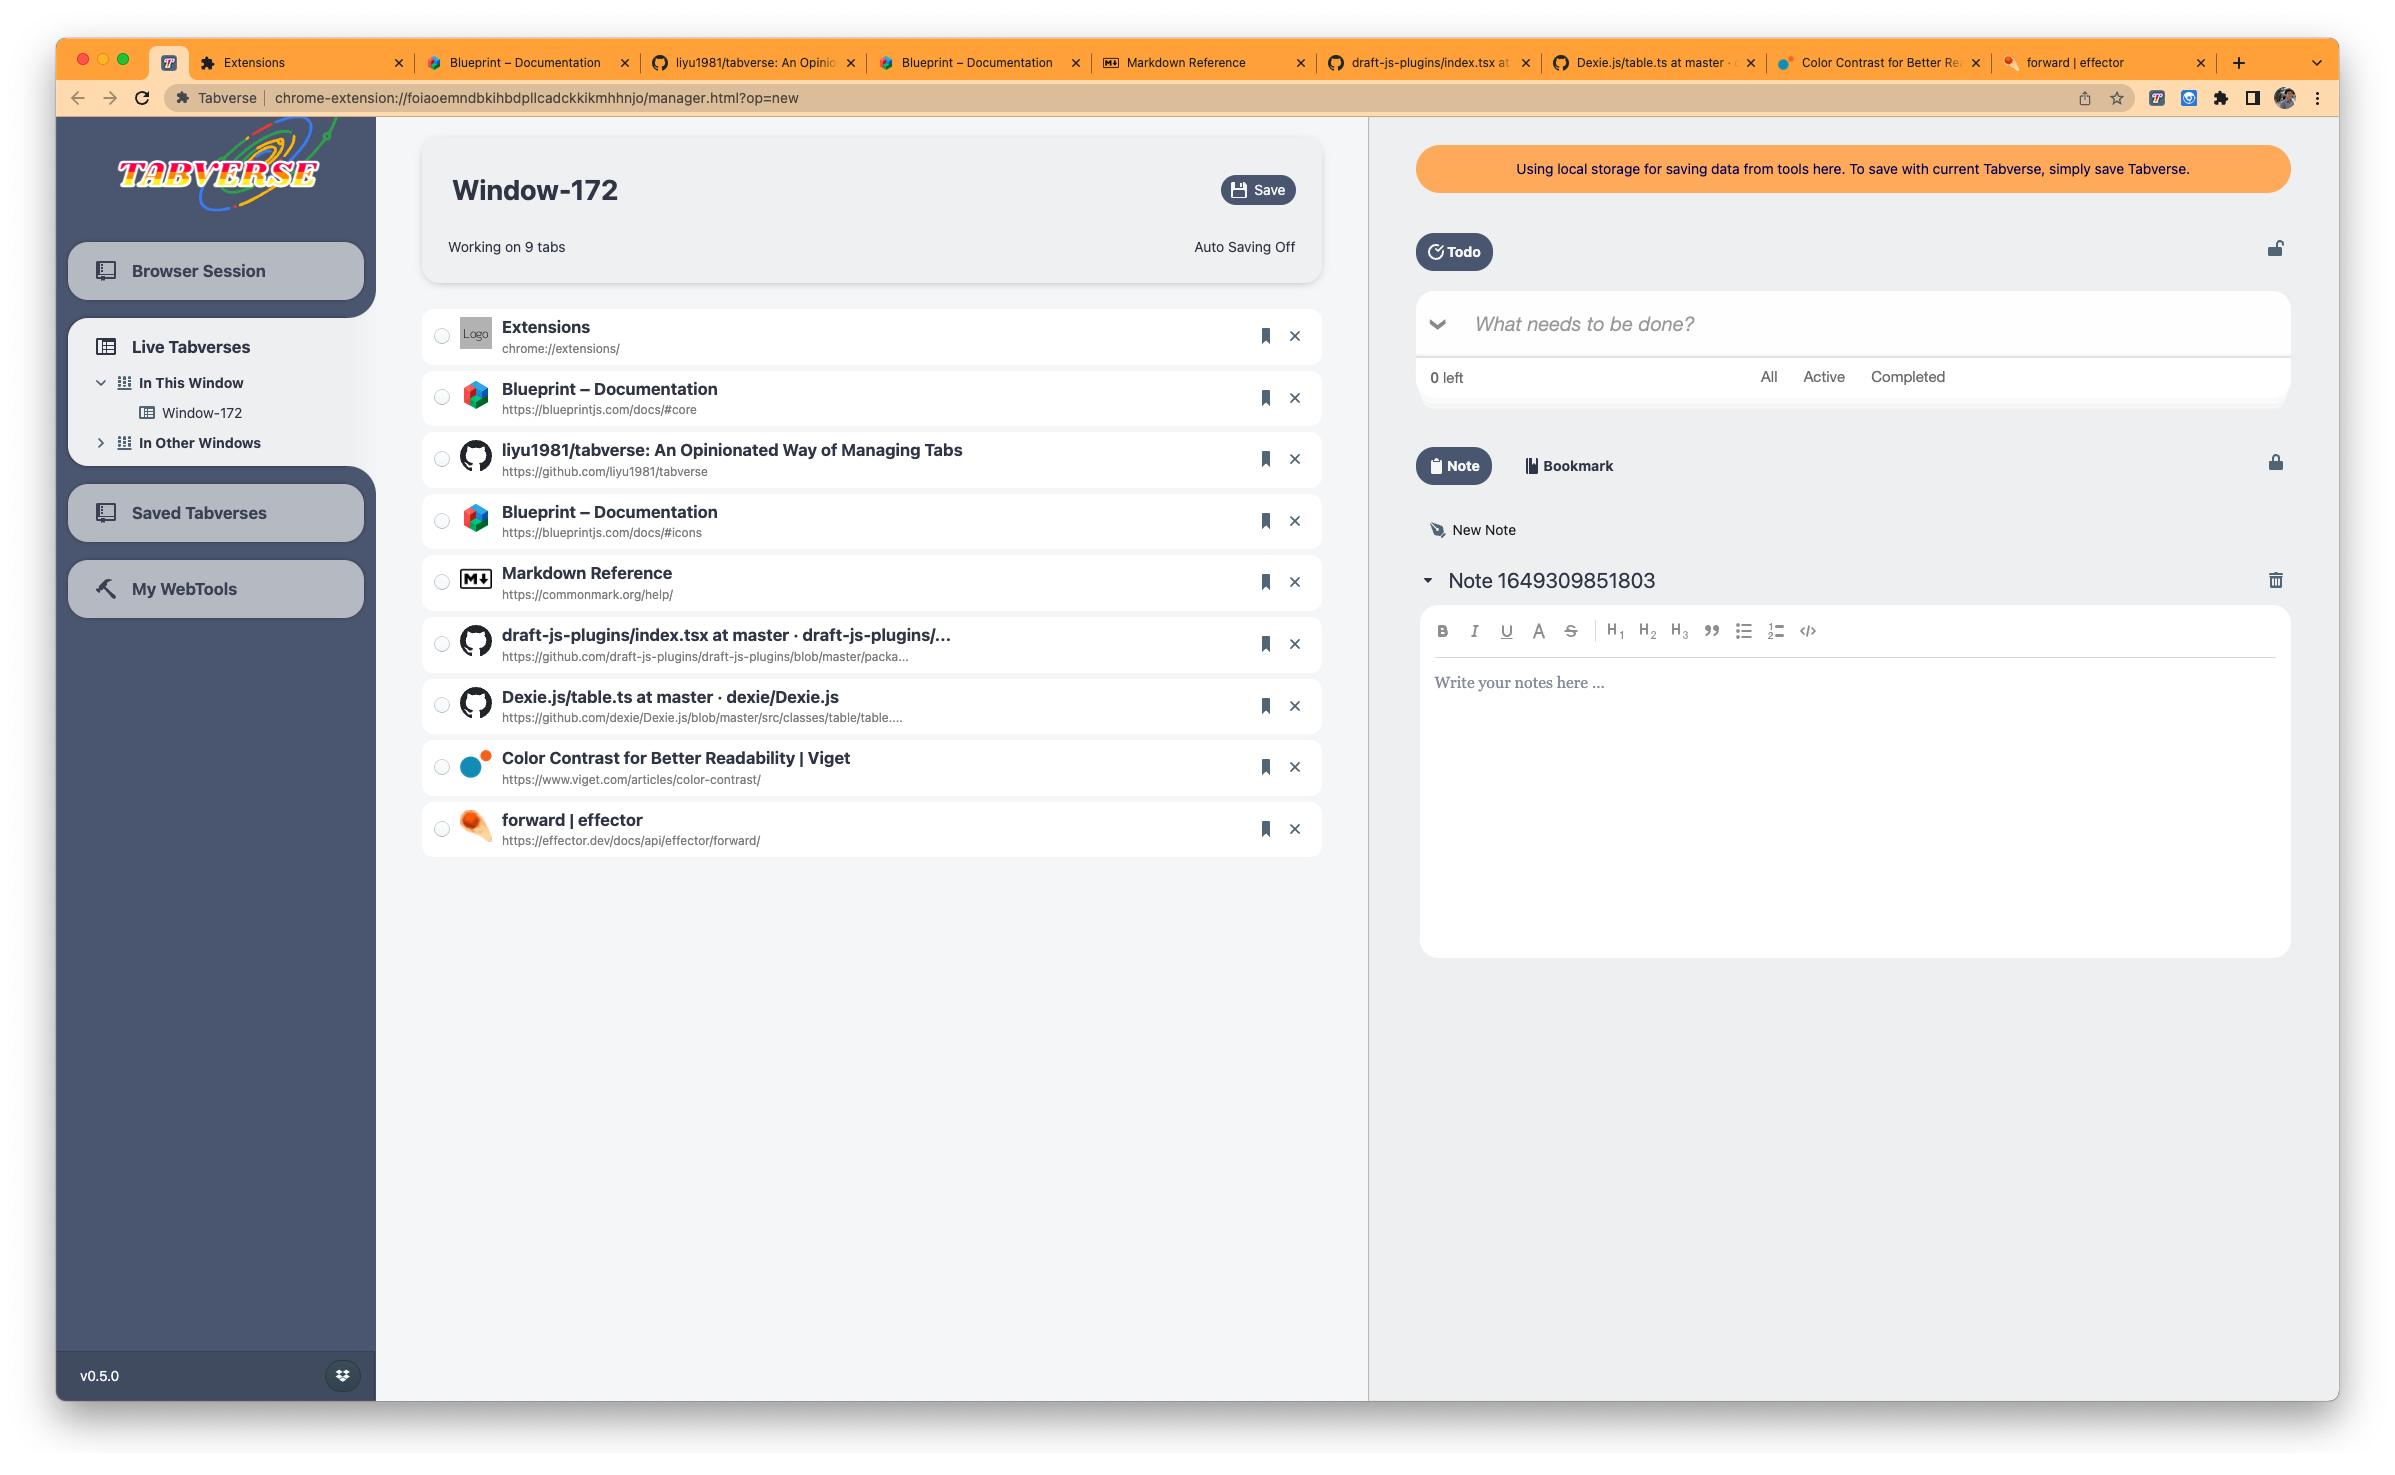 Extensions
Blueprint – Documentation
liyu1981/tabverse: An Opinio
Blueprint – Documentation
Markdown Reference
draft-js-plugins/index.tsx at
Dexie.js/table.ts at master ·
Color Contrast for Better Re
forward | effector
Tabverse
chrome-extension://foiaoemndbkihbdpllcadckkikmhhnjo/manager.html?op=new
TABVERSE
Browser Session
Live Tabverses
In This Window
Window-172
In Other Windows
Saved Tabverses
My WebTools
v0.5.0
Window-172
Save
Working on 9 tabs
Auto Saving Off
Logo
Extensions
chrome://extensions/
Blueprint – Documentation
https://blueprintjs.com/docs/#core
liyu1981/tabverse: An Opinionated Way of Managing Tabs
https://github.com/liyu1981/tabverse
Blueprint – Documentation
https://blueprintjs.com/docs/#icons
Markdown Reference
https://commonmark.org/help/
draft-js-plugins/index.tsx at master · draft-js-plugins/...
https://github.com/draft-js-plugins/draft-js-plugins/blob/master/packa...
Dexie.js/table.ts at master · dexie/Dexie.js
https://github.com/dexie/Dexie.js/blob/master/src/classes/table/table....
Color Contrast for Better Readability | Viget
https://www.viget.com/articles/color-contrast/
forward | effector
https://effector.dev/docs/api/effector/forward/
Using local storage for saving data from tools here. To save with current Tabverse, simply save Tabverse.
Todo
What needs to be done?
0 left
All
Active
Completed
Note
Bookmark
New Note
Note 1649309851803
B I U A S H1 H2 H3
Write your notes here ...